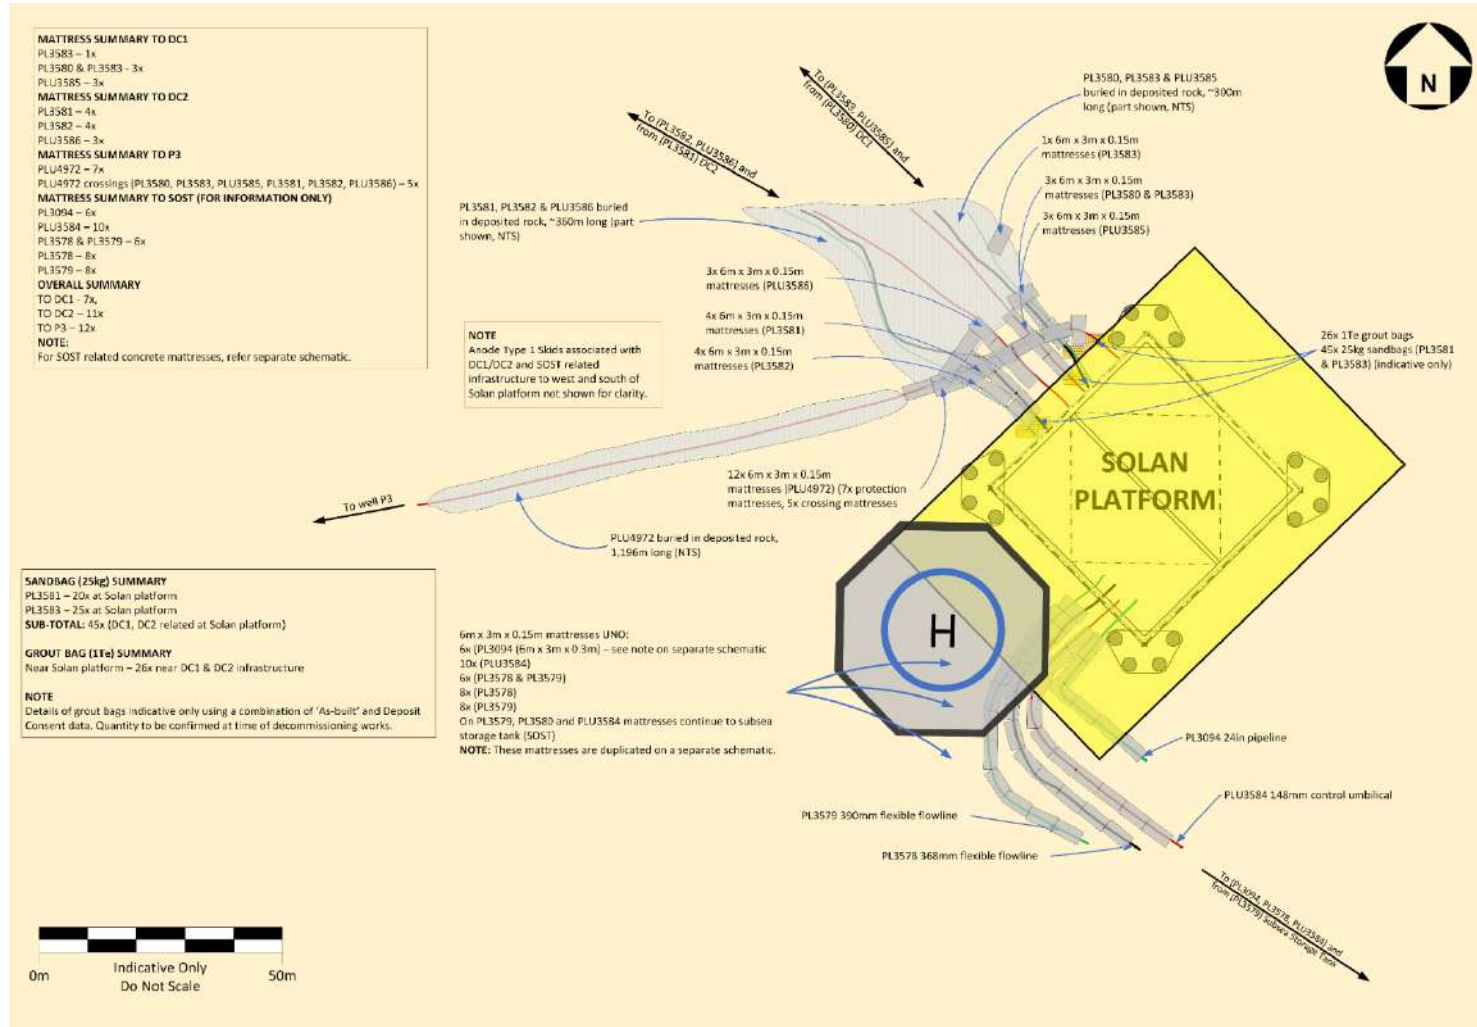 MATTRESS SUMMARY TO DC1
PL3583 – 1x
PL3580 & PL3583 - 3x
PLU3585 – 3x
MATTRESS SUMMARY TO DC2
PL3581 – 4x
PL3582 – 4x
PLU3586 – 3x
MATTRESS SUMMARY TO P3
PLU4972 – 7x
PLU4972 crossings (PL3580, PL3583, PLU3585, PL3581, PL3582, PLU3586) – 5x
MATTRESS SUMMARY TO SOST (FOR INFORMATION ONLY)
PL3094 – 6x
PLU3584 – 10x
PL3578 & PL3579 – 6x
PL3578 – 8x
PL3579 – 8x
OVERALL SUMMARY
TO DC1 - 7x,
TO DC2 – 11x
TO P3 – 12x
NOTE:
For SOST related concrete mattresses, refer separate schematic.
To (PL3582, PLU3586) and
from (PL3581) DC2
To (PL3583, PLU3585) and
from (PL3580) DC1
PL3580, PL3583 & PLU3585
buried in deposited rock, ~300m
long (part shown, NTS)
N
1x 6m x 3m x 0.15m
mattresses (PL3583)
3x 6m x 3m x 0.15m
mattresses (PL3580 & PL3583)
3x 6m x 3m x 0.15m
mattresses (PLU3585)
PL3581, PL3582 & PLU3586 buried
in deposited rock, ~360m long (part
shown, NTS)
3x 6m x 3m x 0.15m
mattresses (PLU3586)
4x 6m x 3m x 0.15m
mattresses (PL3581)
4x 6m x 3m x 0.15m
mattresses (PL3582)
NOTE
Anode Type 1 Skids associated with
DC1/DC2 and SOST related
infrastructure to west and south of
Solan platform not shown for clarity.
26x 1Te grout bags
45x 25kg sandbags (PL3581
& PL3583) (indicative only)
SOLAN
PLATFORM
12x 6m x 3m x 0.15m
mattresses (PLU4972) (7x protection
mattresses, 5x crossing mattresses
To well P3
PLU4972 buried in deposited rock,
1,196m long (NTS)
SANDBAG (25kg) SUMMARY
PL3581 – 20x at Solan platform
PL3583 – 25x at Solan platform
SUB-TOTAL: 45x (DC1, DC2 related at Solan platform)
GROUT BAG (1Te) SUMMARY
Near Solan platform – 26x near DC1 & DC2 infrastructure
NOTE
Details of grout bags indicative only using a combination of 'As-built' and Deposit
Consent data. Quantity to be confirmed at time of decommissioning works.
6m x 3m x 0.15m mattresses UNO:
6x (PL3094 (6m x 3m x 0.3m) – see note on separate schematic
10x (PLU3584)
6x (PL3578 & PL3579)
8x (PL3578)
8x (PL3579)
On PL3579, PL3580 and PLU3584 mattresses continue to subsea
storage tank (SOST)
NOTE: These mattresses are duplicated on a separate schematic.
H
PL3094 24in pipeline
PLU3584 148mm control umbilical
PL3579 390mm flexible flowline
PL3578 368mm flexible flowline
To (PL3094, PL3578, PLU3584) and
from (PL3579) Subsea Storage Tank
0m
Indicative Only
Do Not Scale
50m